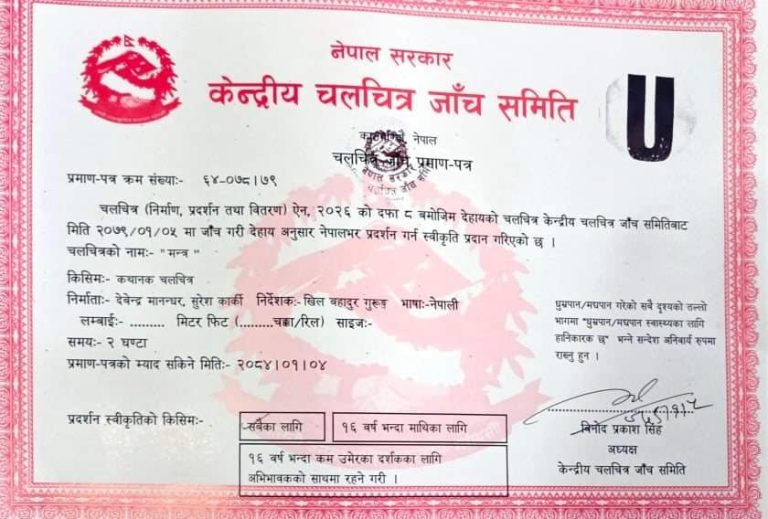 नेपाल सरकार
केन्द्रीय चलचित्र जाँच समिति
U
काठमाण्डौ, नेपाल
चलचित्र जाँच प्रमाण-पत्र
नेपाल सरकार
प्रमाण-पत्र क्रम संख्याः- ६४-०७८।७९
चलचित्र (निर्माण, प्रदर्शन तथा वितरण) ऐन, २०२६ को दफा ८ बमोजिम देहायको चलचित्र केन्द्रीय चलचित्र जाँच समितिबाट
मिति २०७९/०१/०५ मा जाँच गरी देहाय अनुसार नेपालभर प्रदर्शन गर्न स्वीकृति प्रदान गरिएको छ ।
चलचित्रको नामः- "मन्त्र "
किसिमः- कथानक चलचित्र
निर्माताः- देवेन्द्र मानन्धर, सुरेश कार्की निर्देशकः- खिल बहादुर गुरूङ भाषाः-नेपाली
लम्बाईः- ......... मिटर फिट (.........चक्का/रिल) साइजः-
समयः- २ घण्टा
प्रमाण-पत्रको म्याद सकिने मितिः- २०८४।०१।०४
धुम्रपान/मद्यपान गरेको सबै दृश्यको तल्लो
भागमा "धुम्रपान/मद्यपान स्वास्थ्यका लागि
हानिकारक छ" भन्ने सन्देश अनिवार्य रुपमा
राख्नु हुन ।
प्रदर्शन स्वीकृतिको किसिमः-
सबैका लागि
१६ वर्ष भन्दा माथिका लागि
१६ वर्ष भन्दा कम उमेरका दर्शकका लागि
अभिभावकको साथमा रहने गरी ।
बिनोद प्रकाश सिंह
अध्यक्ष
केन्द्रीय चलचित्र जाँच समिति